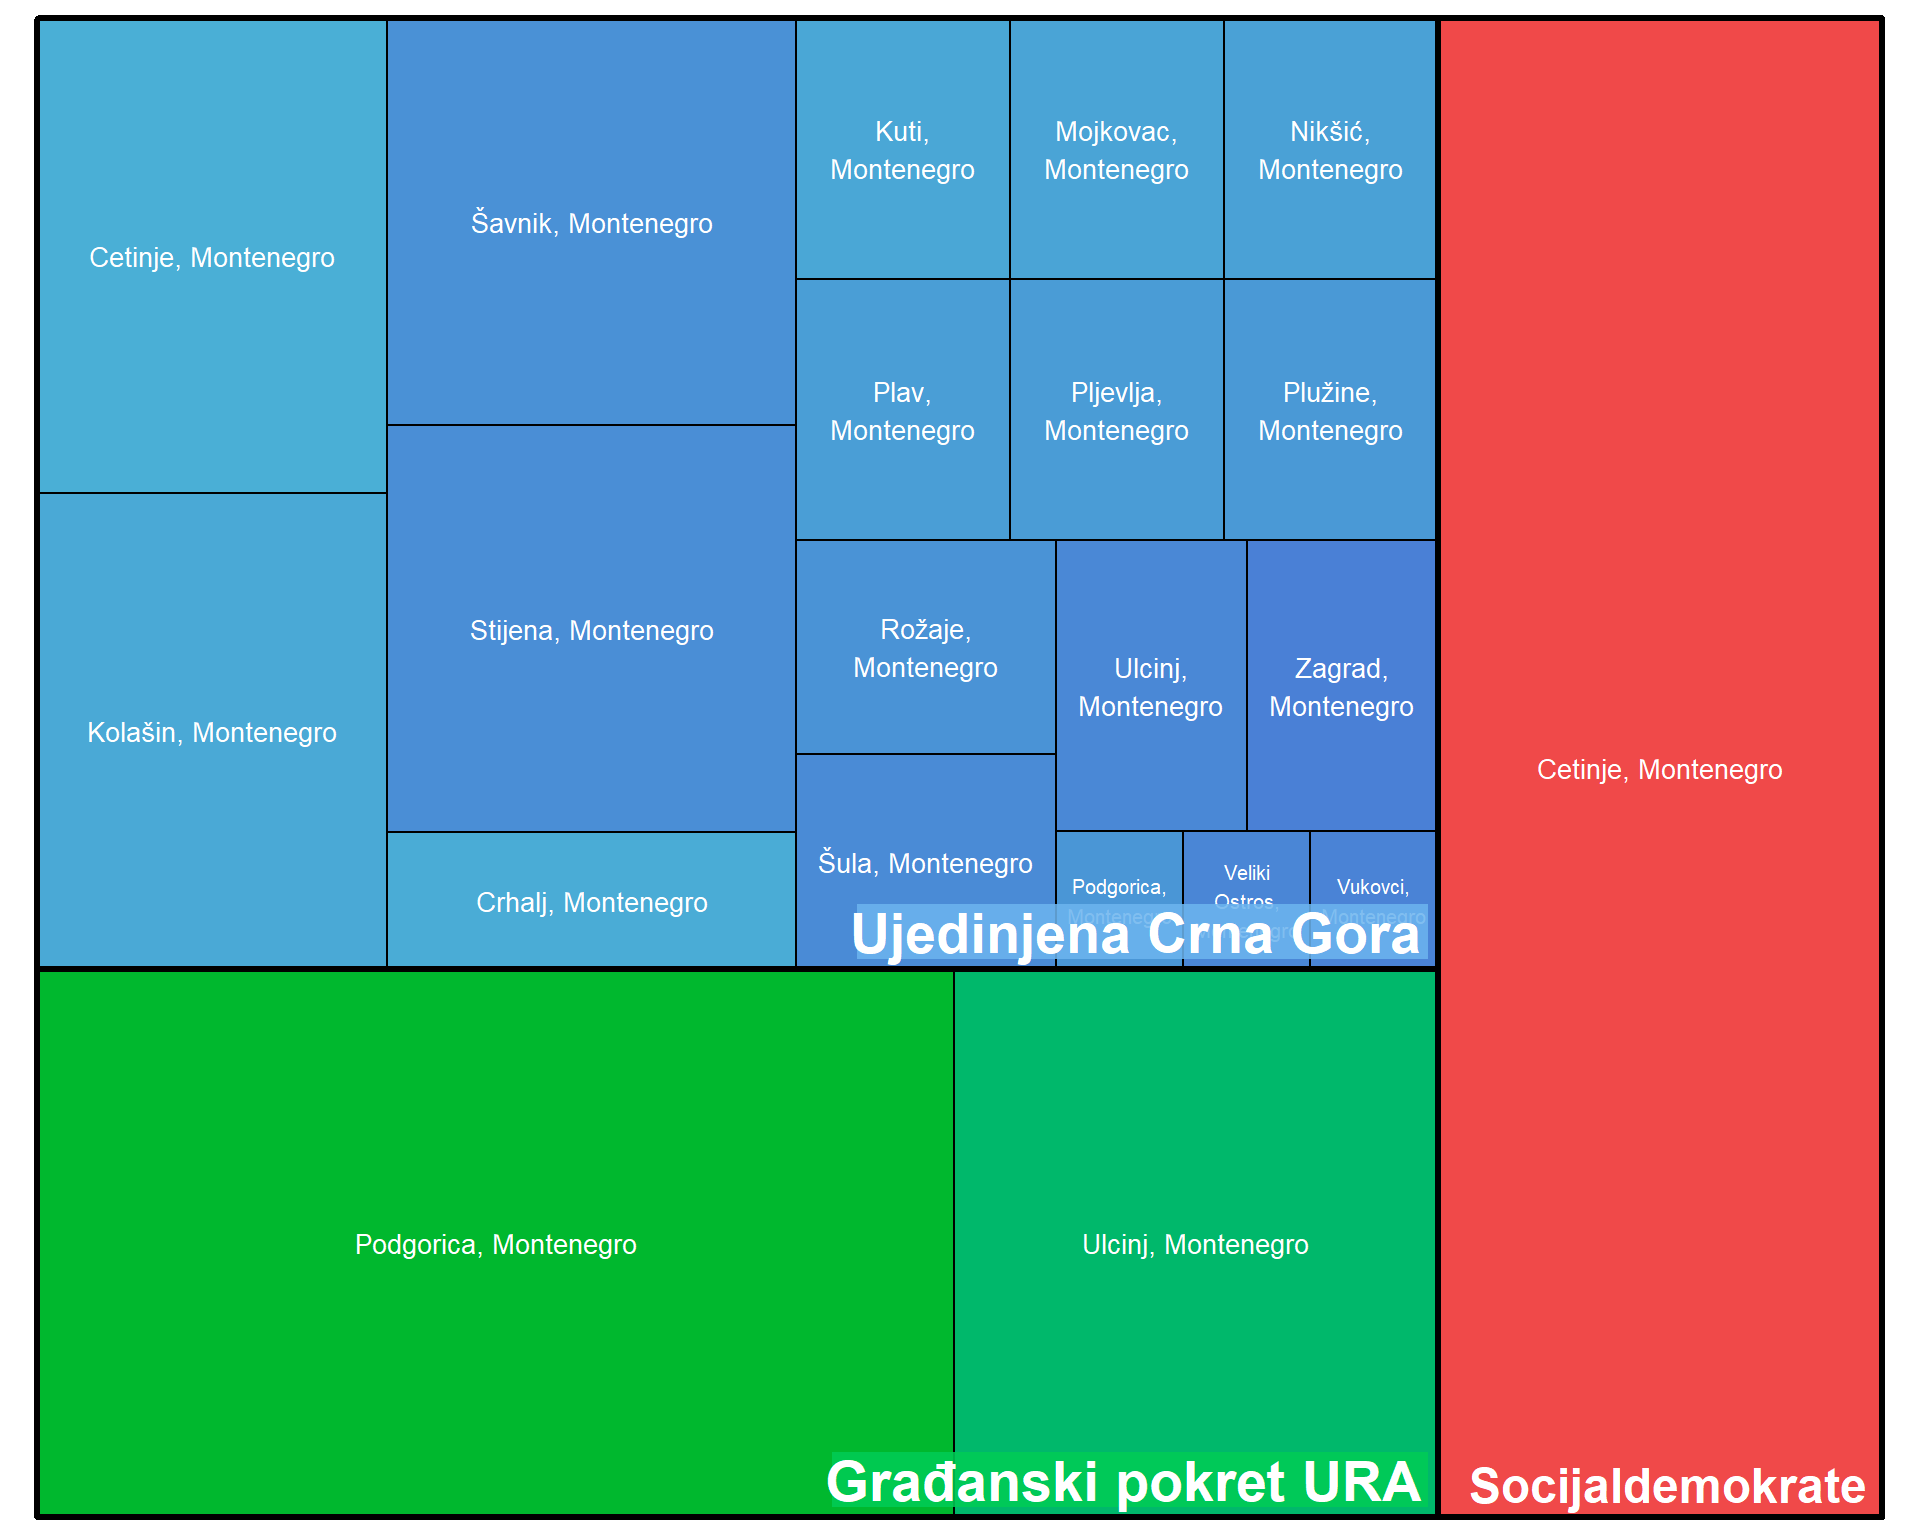 Cetinje, Montenegro
Kolašin, Montenegro
Šavnik, Montenegro
Stijena, Montenegro
Crhalj, Montenegro
Kuti,
Montenegro
Mojkovac,
Montenegro
Nikšić,
Montenegro
Plav,
Montenegro
Pljevlja,
Montenegro
Plužine,
Montenegro
Rožaje,
Montenegro
Šula, Montenegro
Ulcinj,
Montenegro
Zagrad,
Montenegro
Podgorica,
Montenegro
Veliki
Ostros,
Vukovci,
Montenegro
Ujedinjena Crna Gora
Podgorica, Montenegro
Ulcinj, Montenegro
Građanski pokret URA
Cetinje, Montenegro
Socijaldemokrate